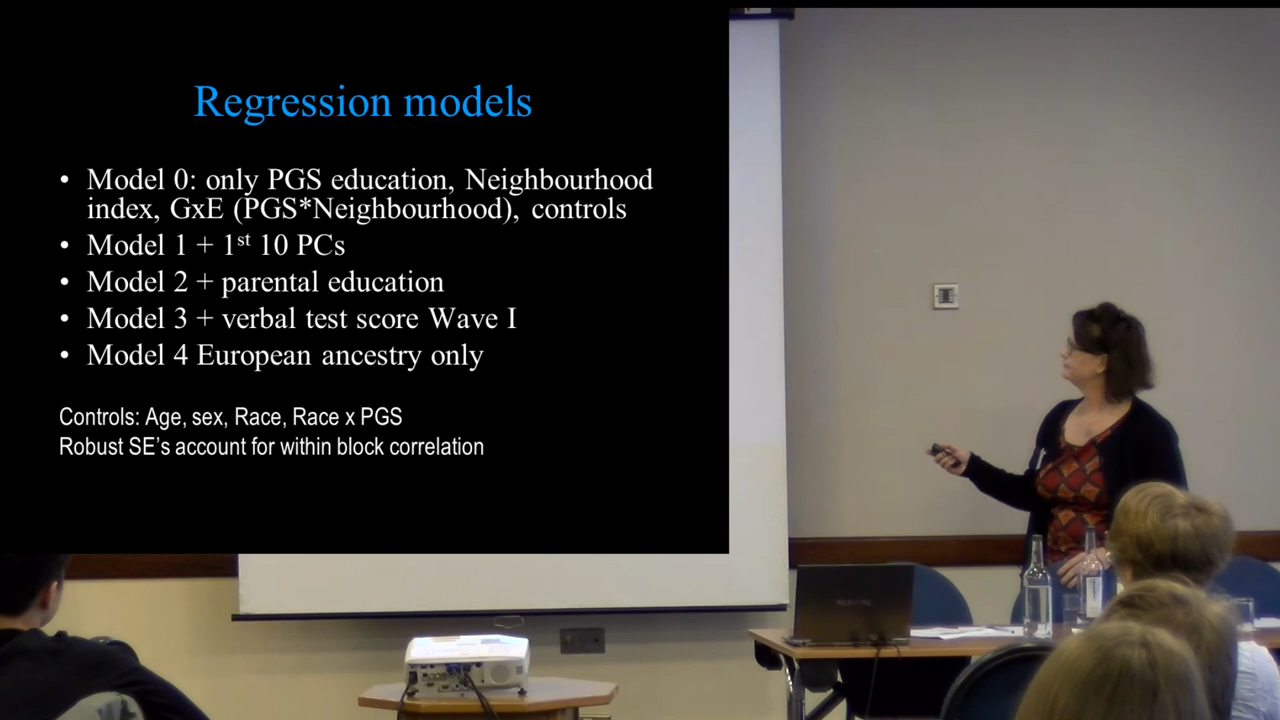 Regression models
• Model 0: only PGS education, Neighbourhood
index, GxE (PGS*Neighbourhood), controls
• Model 1 + 1st 10 PCs
• Model 2 + parental education
• Model 3 + verbal test score Wave I
• Model 4 European ancestry only
Controls: Age, sex, Race, Race x PGS
Robust SE's account for within block correlation
TOSHIBA